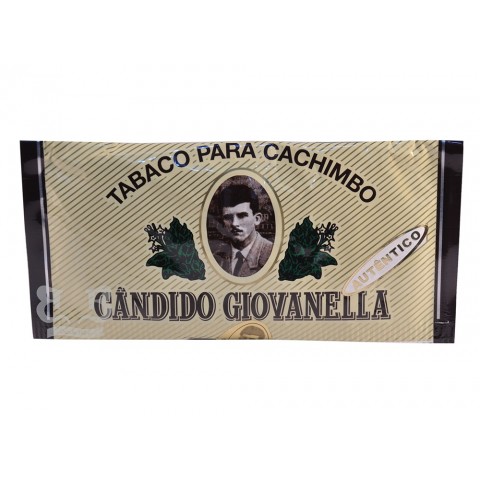 TABACO PARA CACHIMBO
AUTÊNTICO
CÂNDIDO GIOVANELLA